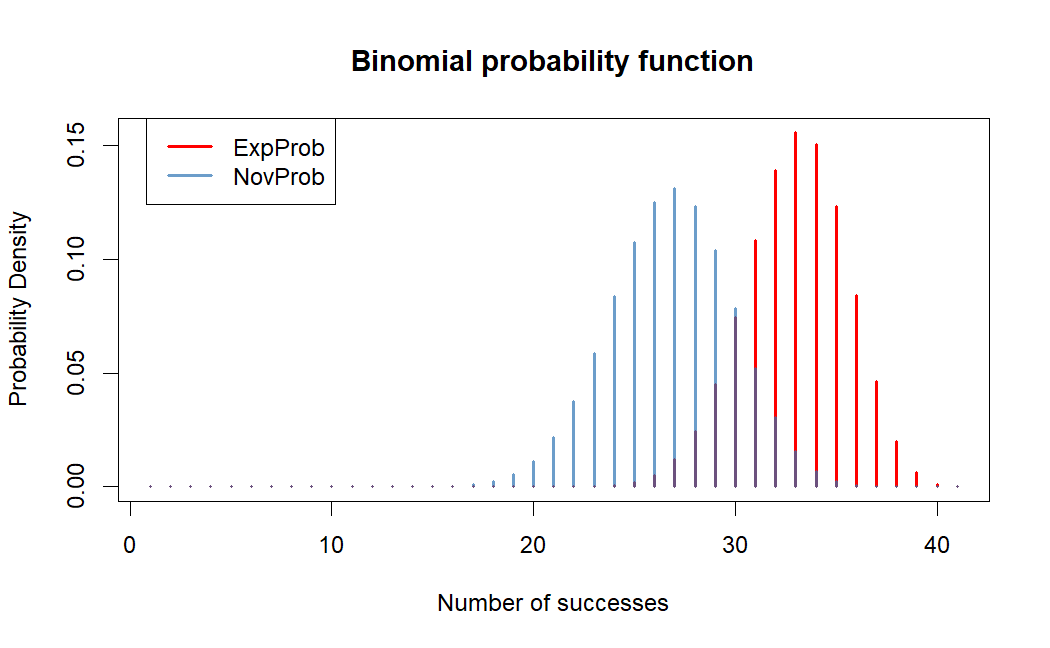 Binomial probability function
ExpProb
NovProb
Probability Density
0.15
0.10
0.05
0.00
0 10 20 30 40
Number of successes